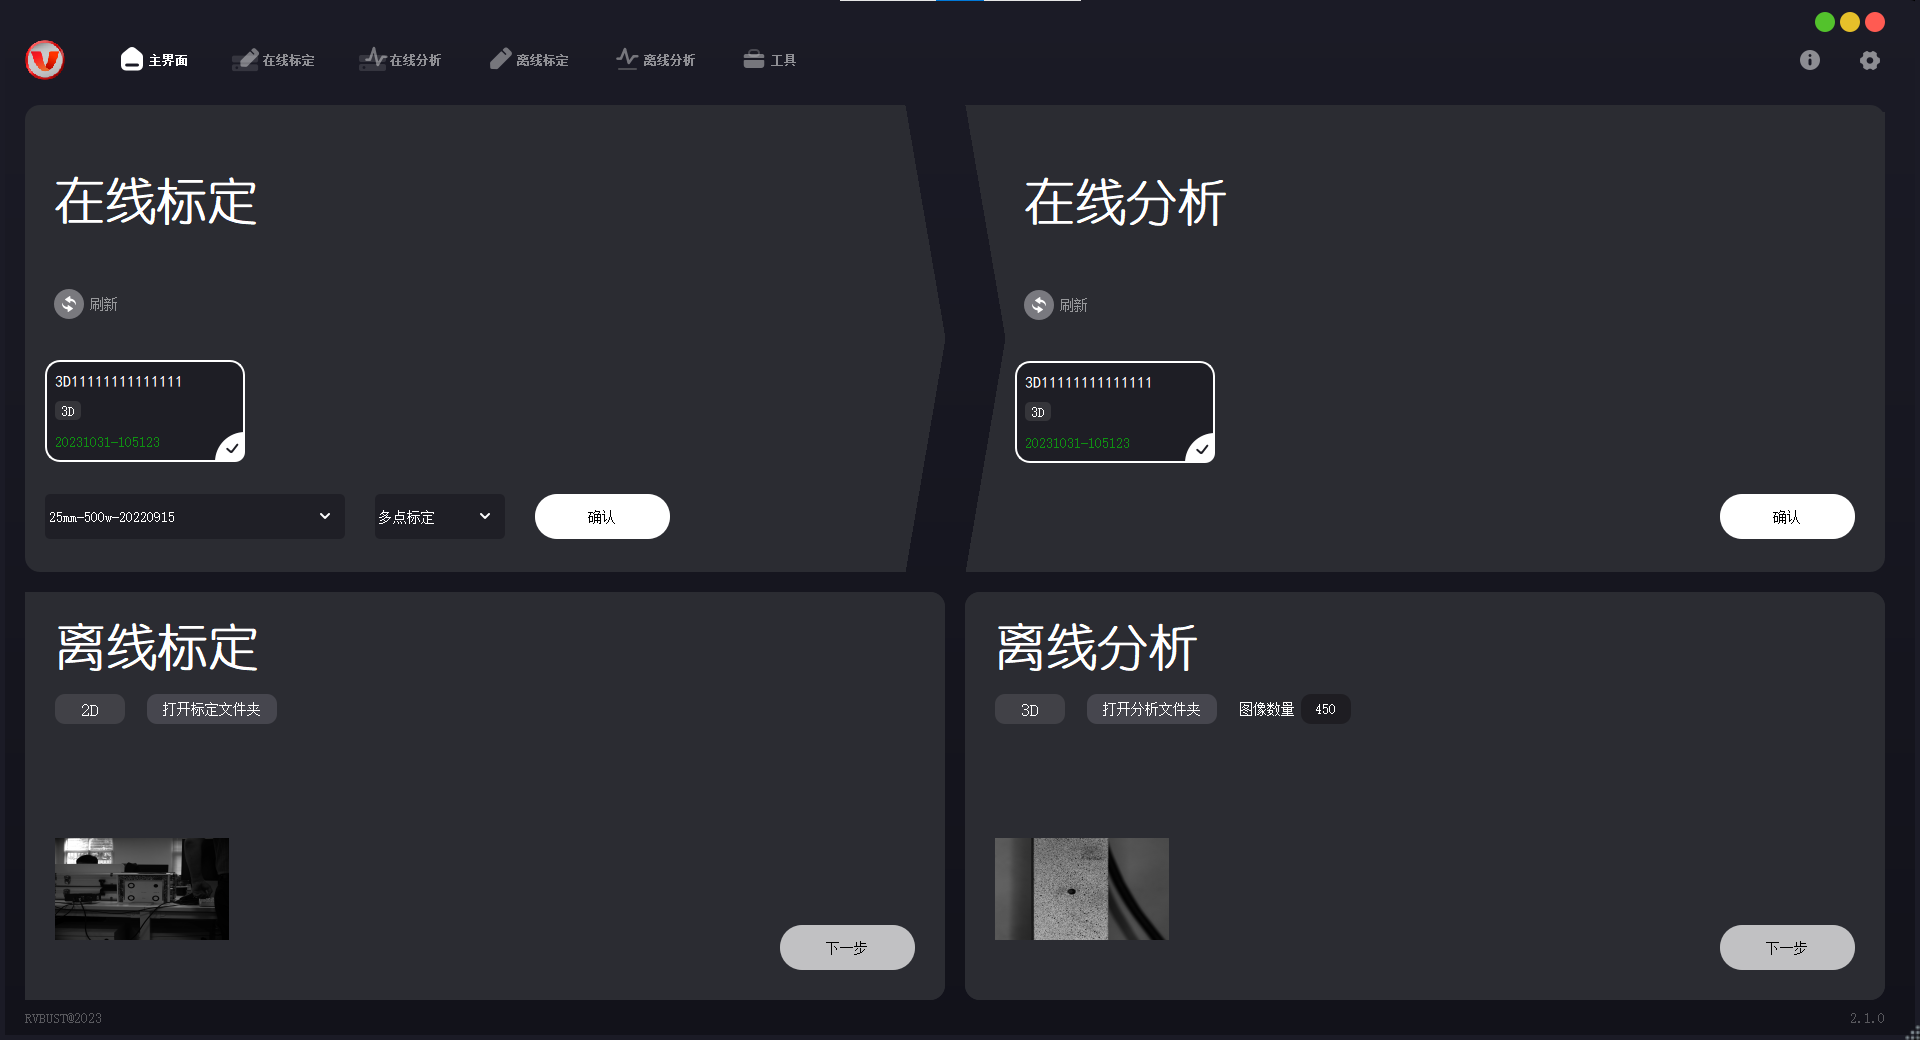 主界面
在线标定
在线分析
离线标定
离线分析
工具
在线标定
刷新
3D11111111111111
3D
20231031-105123
25mm-500w-20220915
多点标定
确认
在线分析
刷新
3D11111111111111
3D
20231031-105123
确认
离线标定
2D
打开标定文件夹
下一步
离线分析
3D
打开分析文件夹
图像数量
450
下一步
RVBUST@2023
2.1.0